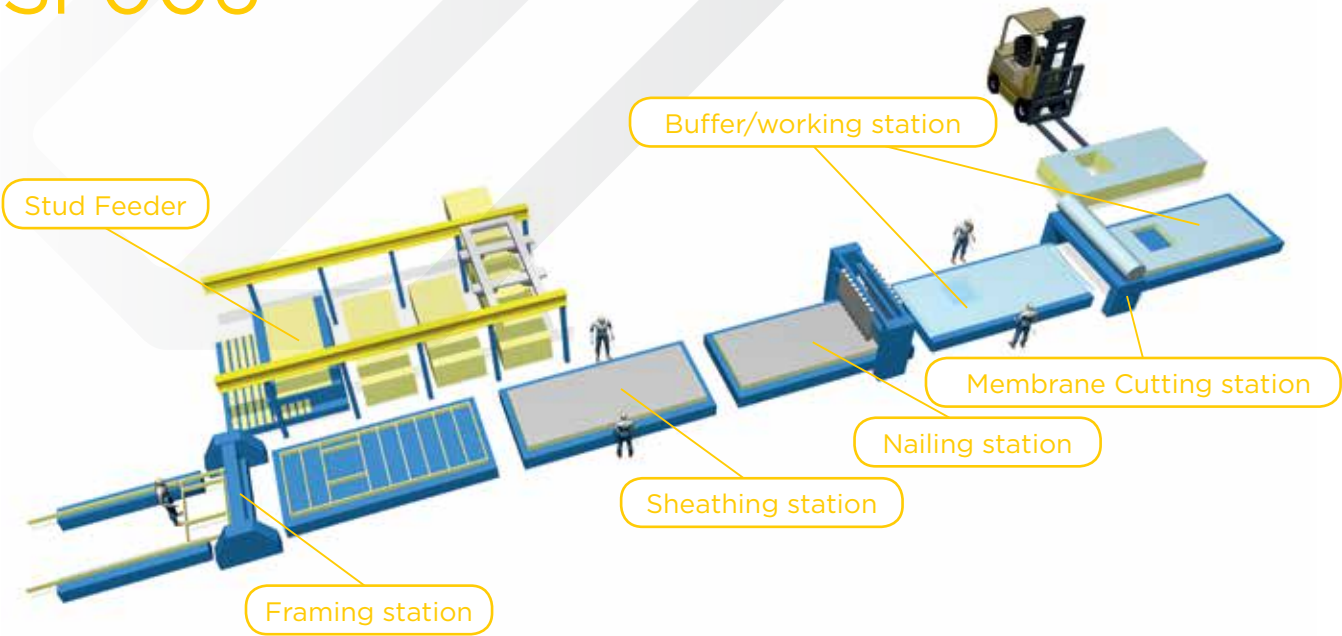 Buffer/working station
Stud Feeder
Membrane Cutting station
Nailing station
Sheathing station
Framing station